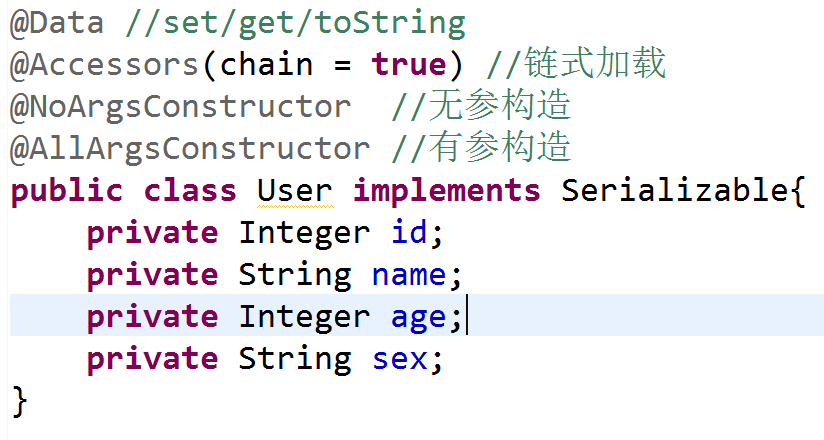 @Data //set/get/toString
@Accessors(chain = true) //链式加载
@NoArgsConstructor  //无参构造
@AllArgsConstructor //有参构造
public class User implements Serializable{
    private Integer id;
    private String name;
    private Integer age;
    private String sex;
}